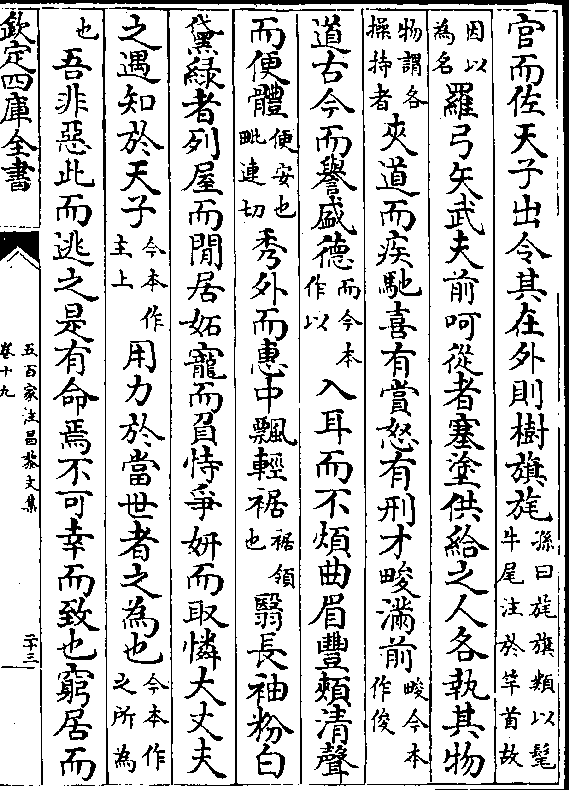 官而佐天子出令其在外則樹旗旄孫曰旄旗類以髦牛尾注於竿首故
因以為名羅弓矢武夫前呵從者塞塗供給之人各執其物
物謂各操持者夾道而疾馳喜有賞怒有刑才畯滿前畯今本作俊
道古今而譽盛德而今本作以入耳而不煩曲眉豐頰清聲
而便體便安也毗連切秀外而惠中飄輕裾裾領也翳長袖粉白
黛綠者列屋而閒居妬寵而負恃爭妍而取憐大丈夫
之遇知於天子今本作主上用力於當世者之為也今本作之所為
也吾非惡此而逃之是有命焉不可幸而致也窮居而
欽定四庫全書
五百家注昌黎文集
卷十九
二十三